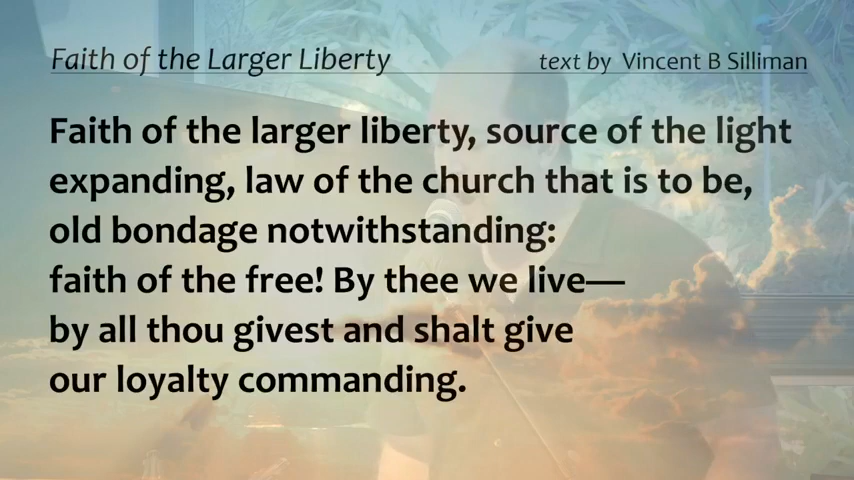 Faith of the Larger Liberty text by Vincent B Silliman
Faith of the larger liberty, source of the light
expanding, law of the church that is to be,
old bondage notwithstanding:
faith of the free! By thee we live—
by all thou givest and shalt give
our loyalty commanding.